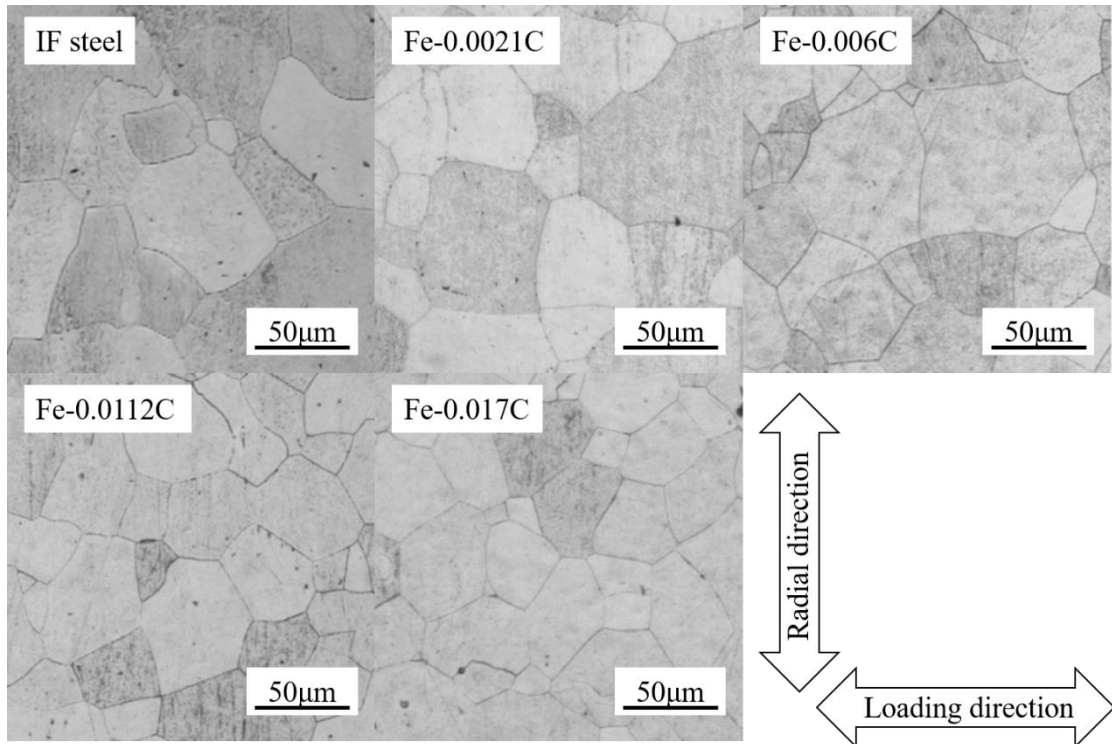 IF steel
Fe-0.0021C
Fe-0.006C
50μm
50μm
50μm
Fe-0.0112C
Fe-0.017C
50μm
50μm
Radial direction
Loading direction